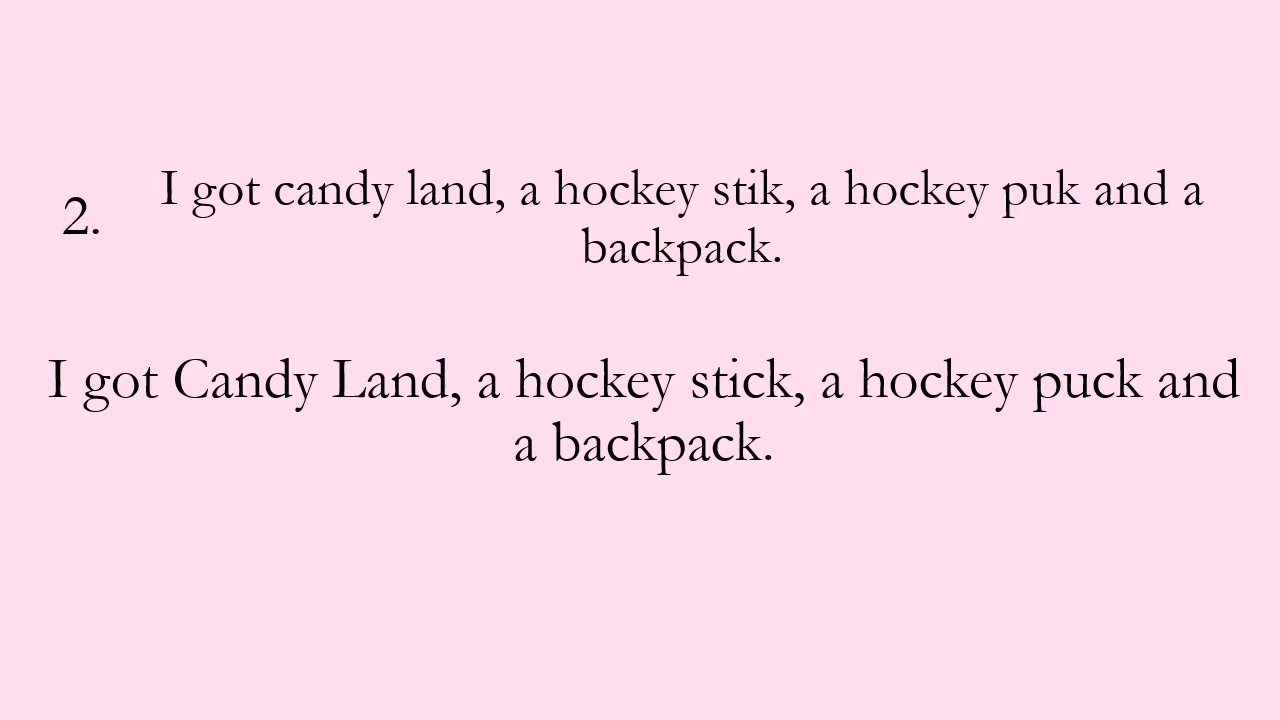 2. I got candy land, a hockey stik, a hockey puk and a
backpack.
I got Candy Land, a hockey stick, a hockey puck and
a backpack.